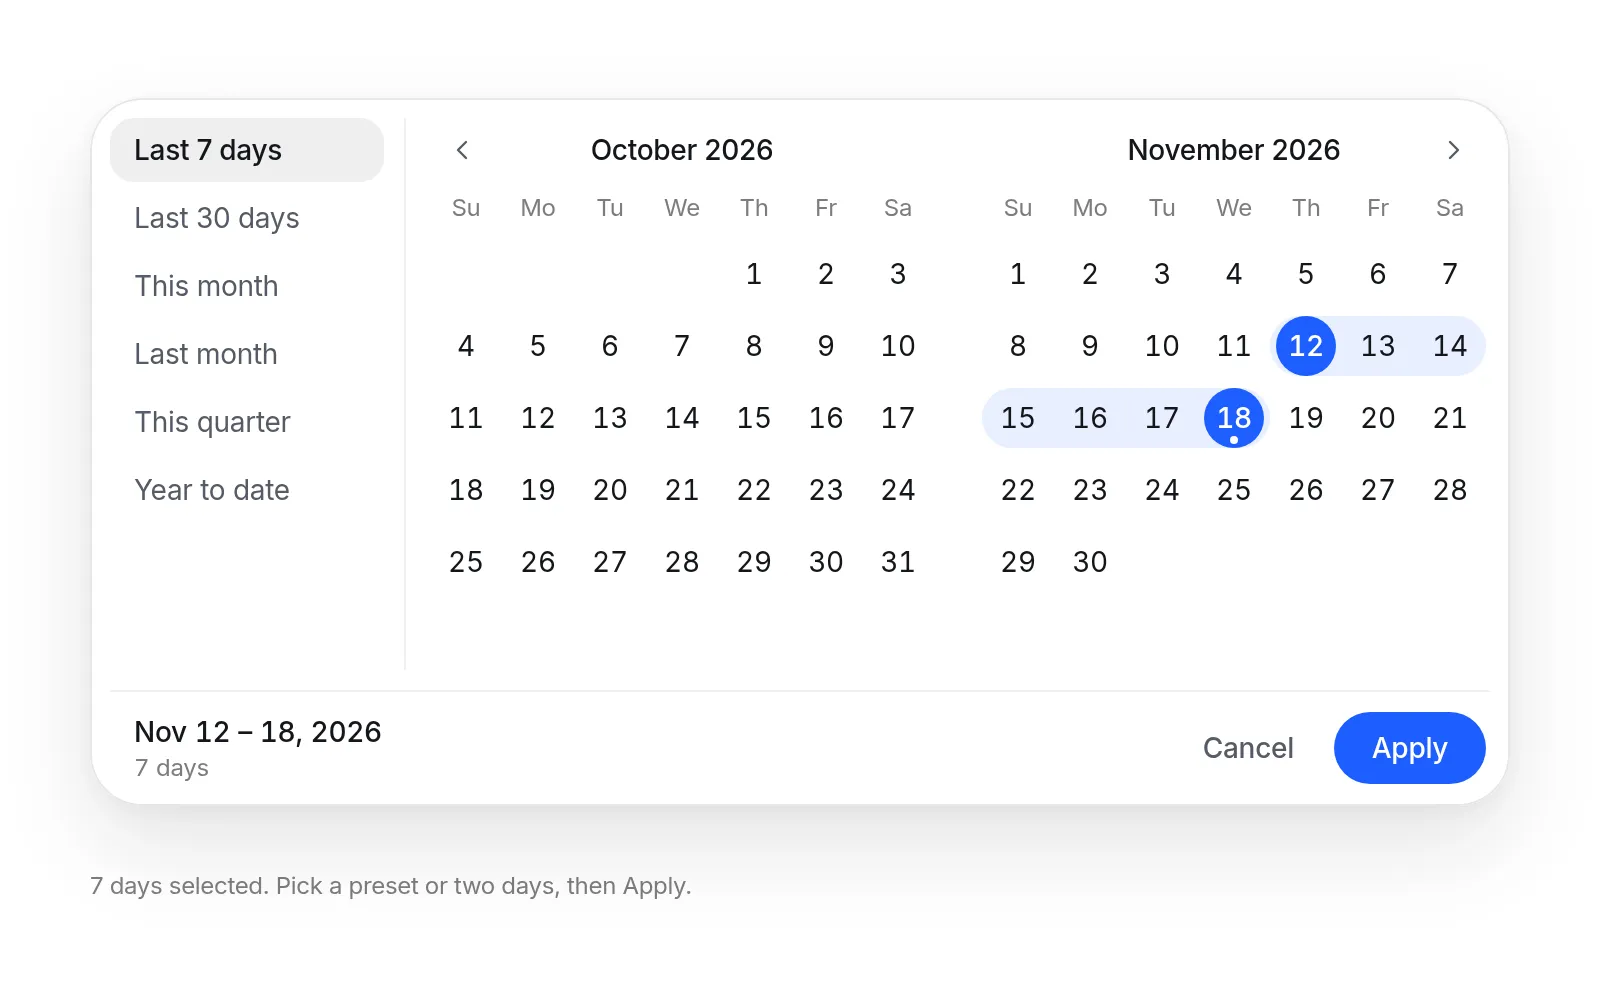 Last 7 days
Last 30 days
This month
Last month
This quarter
Year to date
October 2026
Su Mo Tu We Th Fr Sa
1 2 3
4 5 6 7 8 9 10
11 12 13 14 15 16 17
18 19 20 21 22 23 24
25 26 27 28 29 30 31
November 2026
Su Mo Tu We Th Fr Sa
1 2 3 4 5 6 7
8 9 10 11 12 13 14
15 16 17 18 19 20 21
22 23 24 25 26 27 28
29 30
Nov 12 – 18, 2026
7 days
Cancel
Apply
7 days selected. Pick a preset or two days, then Apply.